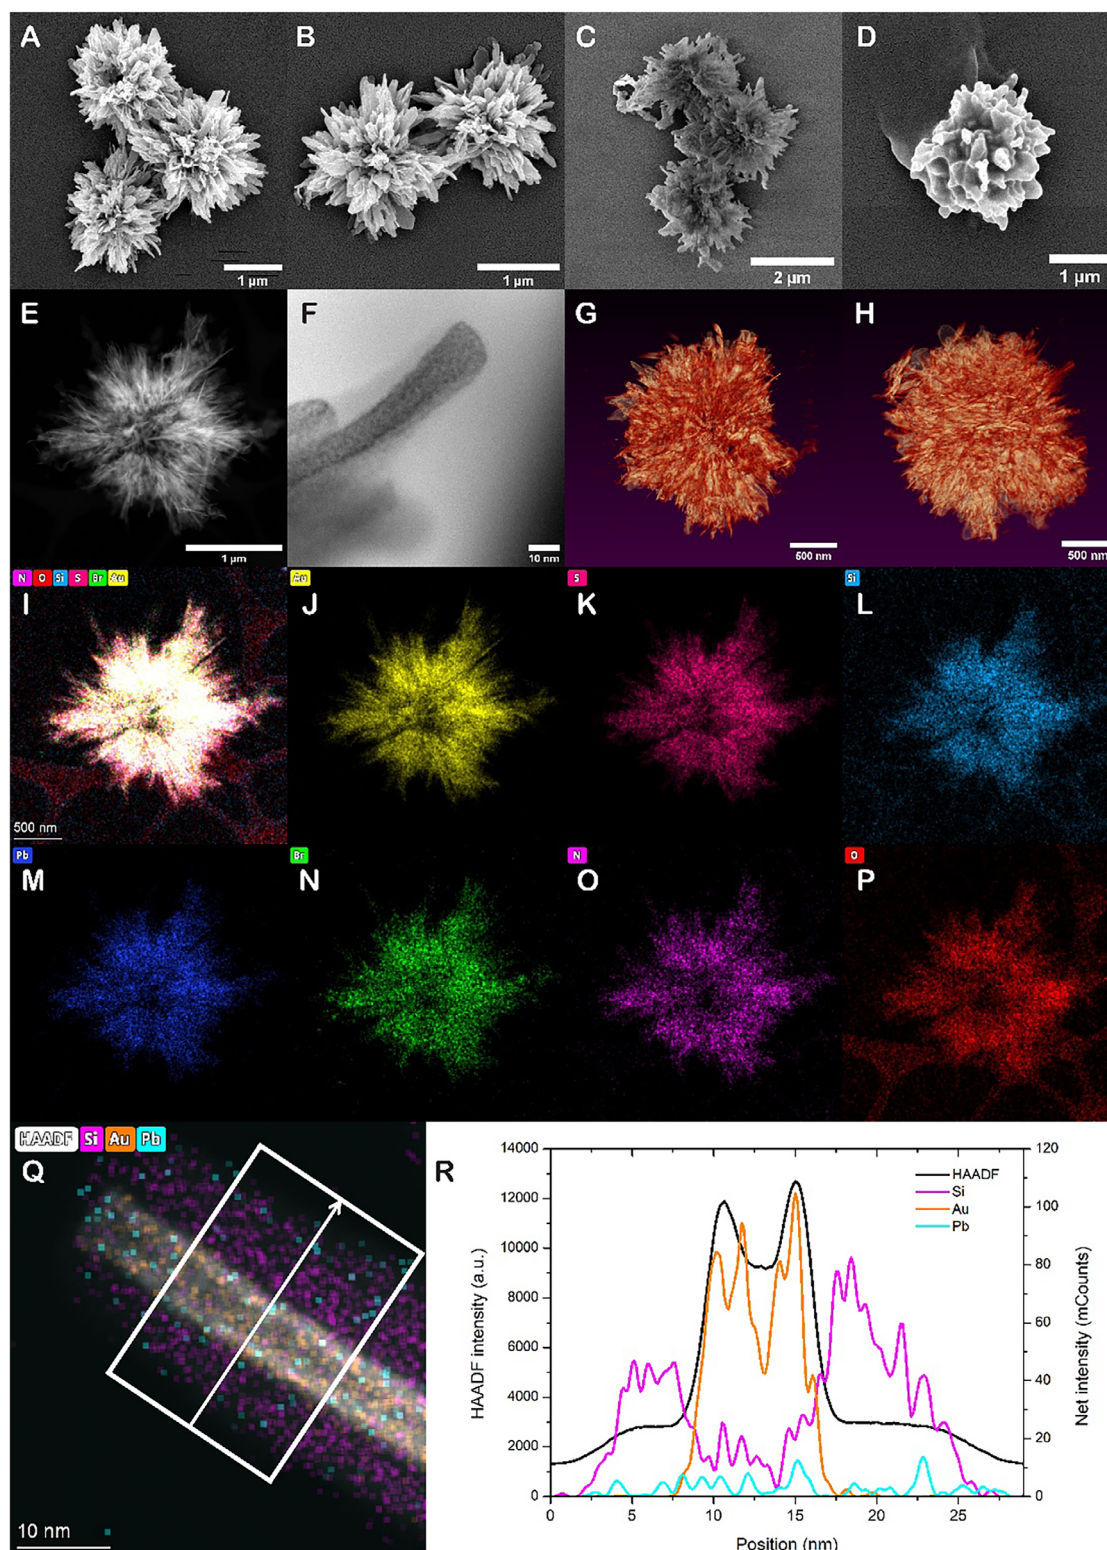 A B C D
1 µm 1 µm 2 µm 1 µm
E F G H
1 µm 10 nm 500 nm 500 nm
N O Si S Br Au Au S Si
I J K L
500 nm
Pb Br N O
M N O P
HAADF Si Au Pb
Q
10 nm
R
14000
12000
10000
8000
6000
4000
2000
0
HAADF intensity (a.u.)
HAADF
Si
Au
Pb
120
100
80
60
40
20
0
Net intensity (mCounts)
0 5 10 15 20 25
Position (nm)